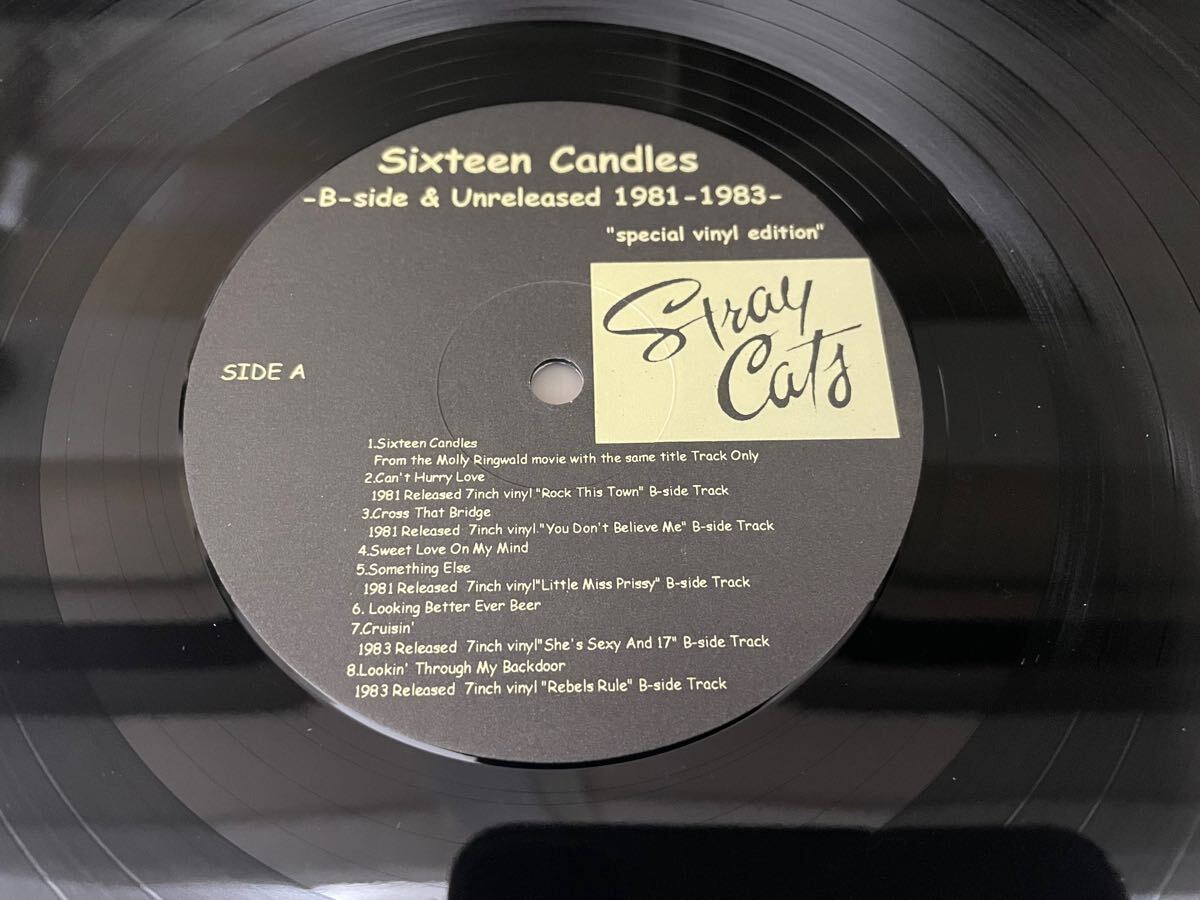 Sixteen Candles
-B-side & Unreleased 1981-1983-
"special vinyl edition"
Stray
Cats
SIDE A
1.Sixteen Candles
From the Molly Ringwald movie with the same title Track Only
2.Can't Hurry Love
1981 Released 7inch vinyl "Rock This Town" B-side Track
3.Cross That Bridge
1981 Released 7inch vinyl."You Don't Believe Me" B-side Track
4.Sweet Love On My Mind
5.Something Else
1981 Released 7inch vinyl"Little Miss Prissy" B-side Track
6. Looking Better Ever Beer
7.Cruisin'
1983 Released 7inch vinyl"She's Sexy And 17" B-side Track
8.Lookin' Through My Backdoor
1983 Released 7inch vinyl "Rebels Rule" B-side Track